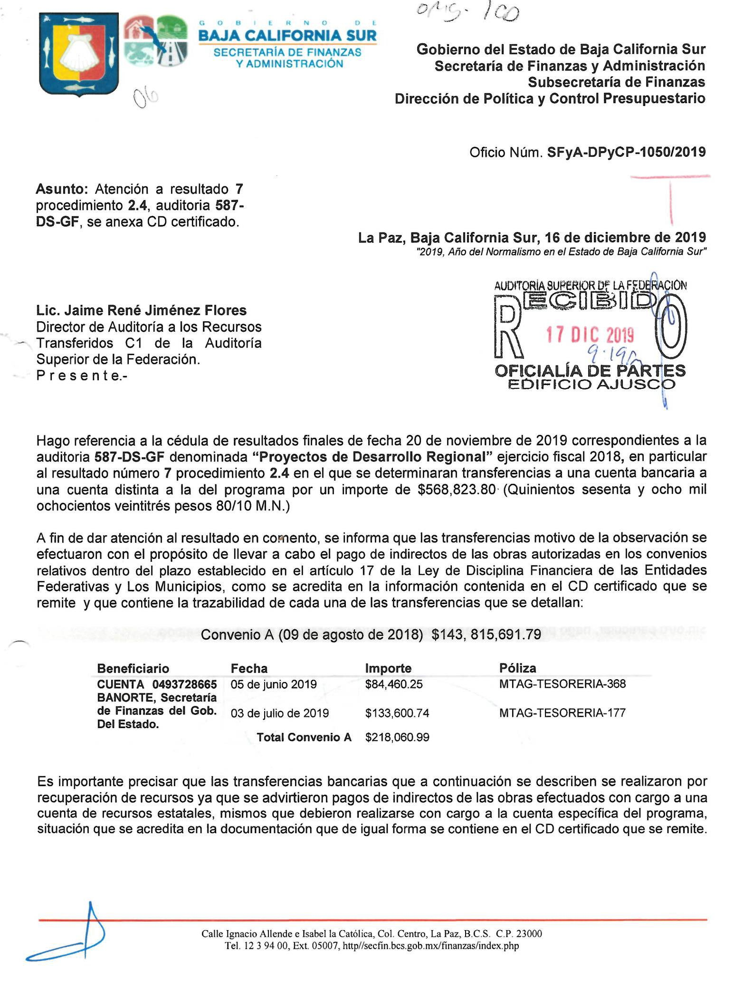 GOBIERNO DE
BAJA CALIFORNIA SUR
SECRETARÍA DE FINANZAS
Y ADMINISTRACIÓN
06
Gobierno del Estado de Baja California Sur
Secretaría de Finanzas y Administración
Subsecretaría de Finanzas
Dirección de Política y Control Presupuestario
Oficio Núm. SFyA-DPyCP-1050/2019
Asunto: Atención a resultado 7
procedimiento 2.4, auditoria 587-
DS-GF, se anexa CD certificado.
La Paz, Baja California Sur, 16 de diciembre de 2019
"2019, Año del Normalismo en el Estado de Baja California Sur"
AUDITORÍA SUPERIOR DE LA FEDERACIÓN
RECIBIDO
17 DIC 2019
OFICIALÍA DE PARTES
EDIFICIO AJUSCO
Lic. Jaime René Jiménez Flores
Director de Auditoría a los Recursos
Transferidos C1 de la Auditoría
Superior de la Federación.
P r e s e n t e.-
Hago referencia a la cédula de resultados finales de fecha 20 de noviembre de 2019 correspondientes a la
auditoria 587-DS-GF denominada “Proyectos de Desarrollo Regional” ejercicio fiscal 2018, en particular
al resultado número 7 procedimiento 2.4 en el que se determinaran transferencias a una cuenta bancaria a
una cuenta distinta a la del programa por un importe de $568,823.80 (Quinientos sesenta y ocho mil
ochocientos veintitrés pesos 80/10 M.N.)
A fin de dar atención al resultado en comento, se informa que las transferencias motivo de la observación se
efectuaron con el propósito de llevar a cabo el pago de indirectos de las obras autorizadas en los convenios
relativos dentro del plazo establecido en el artículo 17 de la Ley de Disciplina Financiera de las Entidades
Federativas y Los Municipios, como se acredita en la información contenida en el CD certificado que se
remite y que contiene la trazabilidad de cada una de las transferencias que se detallan:
Convenio A (09 de agosto de 2018) $143, 815,691.79
Beneficiario Fecha Importe Póliza
CUENTA 0493728665 05 de junio 2019 $84,460.25 MTAG-TESORERIA-368
BANORTE, Secretaría
de Finanzas del Gob. 03 de julio de 2019 $133,600.74 MTAG-TESORERIA-177
Del Estado.
Total Convenio A $218,060.99
Es importante precisar que las transferencias bancarias que a continuación se describen se realizaron por
recuperación de recursos ya que se advirtieron pagos de indirectos de las obras efectuados con cargo a una
cuenta de recursos estatales, mismos que debieron realizarse con cargo a la cuenta específica del programa,
situación que se acredita en la documentación que de igual forma se contiene en el CD certificado que se remite.
Calle Ignacio Allende e Isabel la Católica, Col. Centro, La Paz, B.C.S. C.P. 23000
Tel. 12 3 94 00, Ext. 05007, http//secfin.bcs.gob.mx/finanzas/index.php